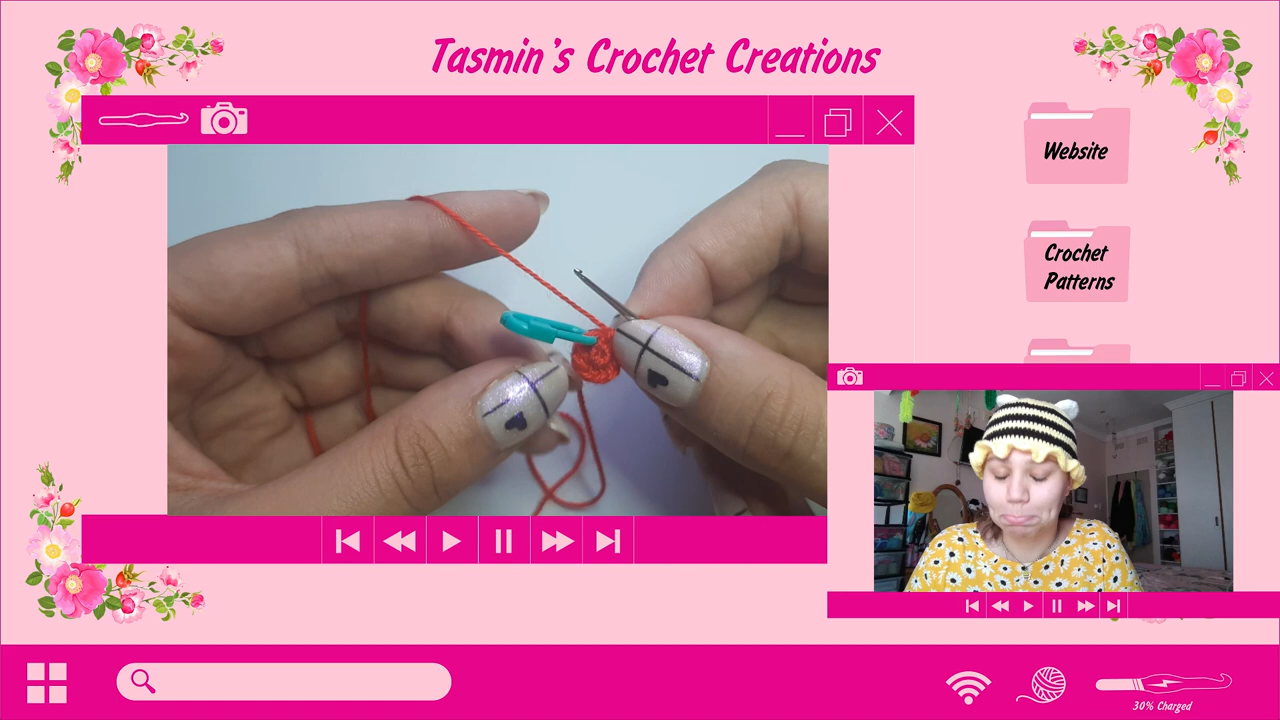 Tasmin's Crochet Creations
Website
Crochet
Patterns
30% Charged